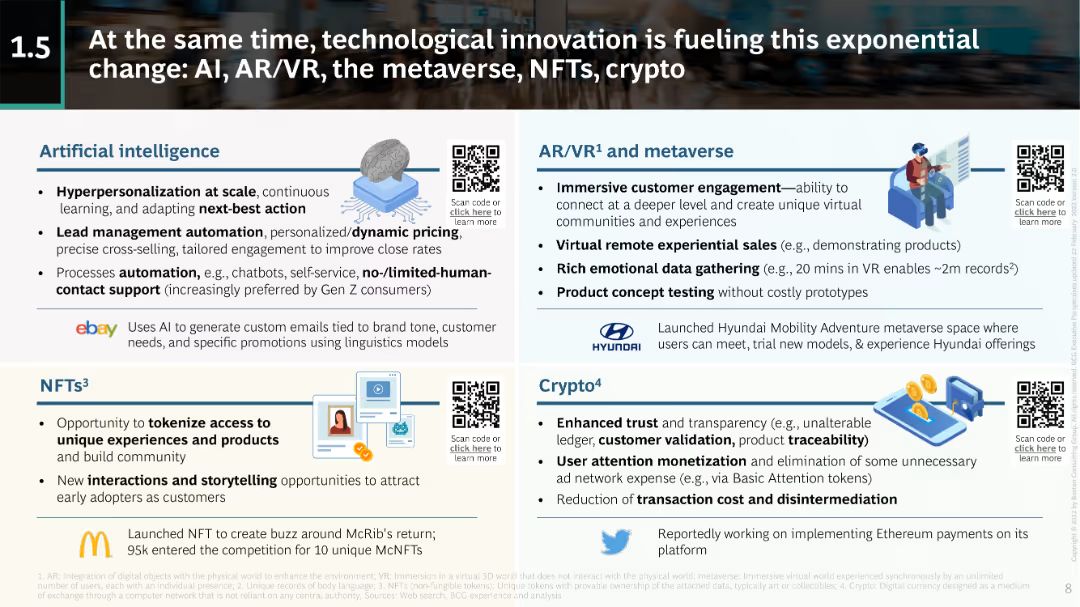 1.5
At the same time, technological innovation is fueling this exponential
change: AI, AR/VR, the metaverse, NFTs, crypto
Artificial intelligence
• Hyperpersonalization at scale, continuous
learning, and adapting next-best action
• Lead management automation, personalized/dynamic pricing,
precise cross-selling, tailored engagement to improve close rates
• Processes automation, e.g., chatbots, self-service, no-/limited-human-
contact support (increasingly preferred by Gen Z consumers)
Scan code or
click here to
learn more
ebay
Uses AI to generate custom emails tied to brand tone, customer
needs, and specific promotions using linguistics models
AR/VR¹ and metaverse
• Immersive customer engagement—ability to
connect at a deeper level and create unique virtual
communities and experiences
• Virtual remote experiential sales (e.g., demonstrating products)
• Rich emotional data gathering (e.g., 20 mins in VR enables ~2m records²)
• Product concept testing without costly prototypes
Scan code or
click here to
learn more
HYUNDAI
Launched Hyundai Mobility Adventure metaverse space where
users can meet, trial new models, & experience Hyundai offerings
NFTs³
• Opportunity to tokenize access to
unique experiences and products
and build community
• New interactions and storytelling opportunities to attract
early adopters as customers
Scan code or
click here to
learn more
Launched NFT to create buzz around McRib's return;
95k entered the competition for 10 unique McNFTs
Crypto⁴
• Enhanced trust and transparency (e.g., unalterable
ledger, customer validation, product traceability)
• User attention monetization and elimination of some unnecessary
ad network expense (e.g., via Basic Attention tokens)
• Reduction of transaction cost and disintermediation
Scan code or
click here to
learn more
Reportedly working on implementing Ethereum payments on its
platform
1. AR: Integration of digital objects with the physical world to enhance the environment; VR: Immersion in a virtual 3D world that does not interact with the physical world; metaverse: Immersive virtual world experienced synchronously by an unlimited
number of users, each with an individual presence; 2. Unique records of body language; 3. NFTs (non-fungible tokens): Unique tokens with provable ownership of the attached data, typically art or collectibles; 4. Crypto: Digital currency designed as a medium
of exchange through a computer network that is not reliant on any central authority; Sources: Web search, BCG experience and analysis
8
Copyright © 2022 by Boston Consulting Group. All rights reserved. BCG Executive Perspectives updated 22 February 2022 Version 2.0